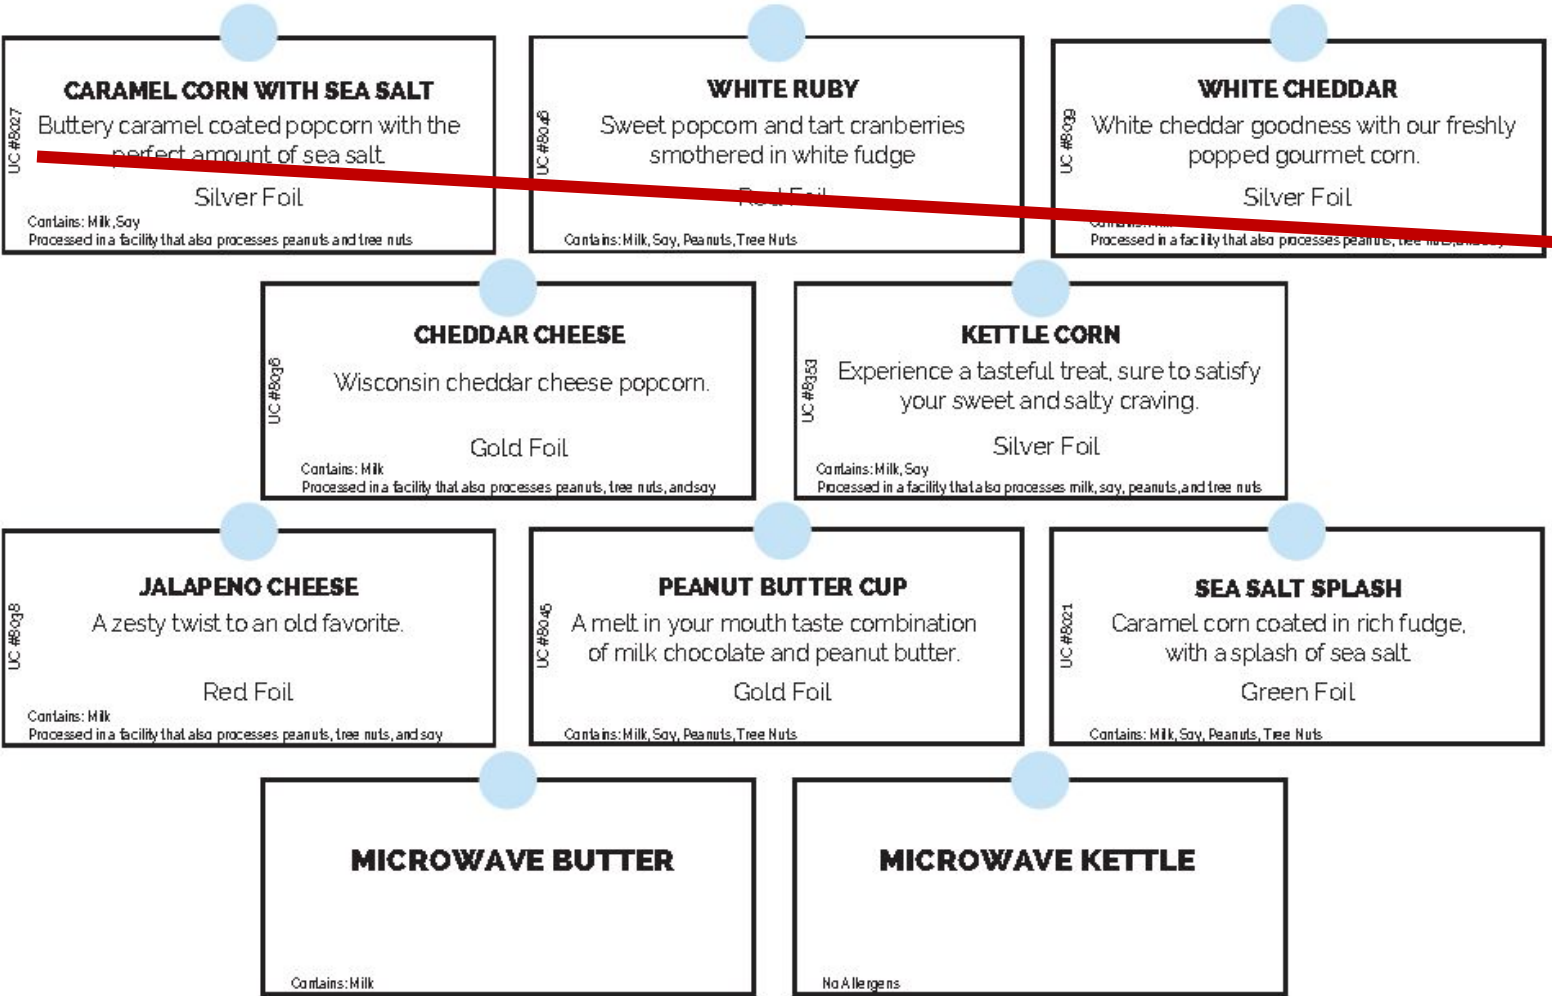 CARAMEL CORN WITH SEA SALT
UC #8027
Buttery caramel coated popcorn with the
perfect amount of sea salt.
Silver Foil
Contains: Milk, Soy
Processed in a facility that also processes peanuts and tree nuts
WHITE RUBY
UC #8046
Sweet popcorn and tart cranberries
smothered in white fudge
Red Foil
Contains: Milk, Soy, Peanuts, Tree Nuts
WHITE CHEDDAR
UC #8039
White cheddar goodness with our freshly
popped gourmet corn.
Silver Foil
Processed in a facility that also processes peanuts, tree nuts, and soy
CHEDDAR CHEESE
UC #8036
Wisconsin cheddar cheese popcorn.
Gold Foil
Contains: Milk
Processed in a facility that also processes peanuts, tree nuts, and soy
KETTLE CORN
UC #8353
Experience a tasteful treat, sure to satisfy
your sweet and salty craving.
Silver Foil
Contains: Milk, Soy
Processed in a facility that also processes milk, soy, peanuts, and tree nuts
JALAPENO CHEESE
UC #8038
A zesty twist to an old favorite.
Red Foil
Contains: Milk
Processed in a facility that also processes peanuts, tree nuts, and soy
PEANUT BUTTER CUP
UC #8045
A melt in your mouth taste combination
of milk chocolate and peanut butter.
Gold Foil
Contains: Milk, Soy, Peanuts, Tree Nuts
SEA SALT SPLASH
UC #8021
Caramel corn coated in rich fudge,
with a splash of sea salt.
Green Foil
Contains: Milk, Soy, Peanuts, Tree Nuts
MICROWAVE BUTTER
Contains: Milk
MICROWAVE KETTLE
No Allergens